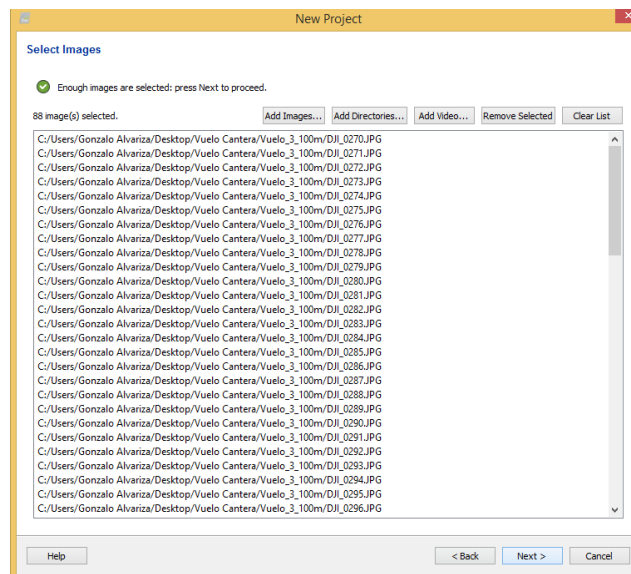 New Project
Select Images
Enough images are selected: press Next to proceed.
88 image(s) selected.
Add Images... Add Directories... Add Video... Remove Selected Clear List
C:/Users/Gonzalo Alvariza/Desktop/Vuelo Cantera/Vuelo_3_100m/DJI_0270.JPG
C:/Users/Gonzalo Alvariza/Desktop/Vuelo Cantera/Vuelo_3_100m/DJI_0271.JPG
C:/Users/Gonzalo Alvariza/Desktop/Vuelo Cantera/Vuelo_3_100m/DJI_0272.JPG
C:/Users/Gonzalo Alvariza/Desktop/Vuelo Cantera/Vuelo_3_100m/DJI_0273.JPG
C:/Users/Gonzalo Alvariza/Desktop/Vuelo Cantera/Vuelo_3_100m/DJI_0274.JPG
C:/Users/Gonzalo Alvariza/Desktop/Vuelo Cantera/Vuelo_3_100m/DJI_0275.JPG
C:/Users/Gonzalo Alvariza/Desktop/Vuelo Cantera/Vuelo_3_100m/DJI_0276.JPG
C:/Users/Gonzalo Alvariza/Desktop/Vuelo Cantera/Vuelo_3_100m/DJI_0277.JPG
C:/Users/Gonzalo Alvariza/Desktop/Vuelo Cantera/Vuelo_3_100m/DJI_0278.JPG
C:/Users/Gonzalo Alvariza/Desktop/Vuelo Cantera/Vuelo_3_100m/DJI_0279.JPG
C:/Users/Gonzalo Alvariza/Desktop/Vuelo Cantera/Vuelo_3_100m/DJI_0280.JPG
C:/Users/Gonzalo Alvariza/Desktop/Vuelo Cantera/Vuelo_3_100m/DJI_0281.JPG
C:/Users/Gonzalo Alvariza/Desktop/Vuelo Cantera/Vuelo_3_100m/DJI_0282.JPG
C:/Users/Gonzalo Alvariza/Desktop/Vuelo Cantera/Vuelo_3_100m/DJI_0283.JPG
C:/Users/Gonzalo Alvariza/Desktop/Vuelo Cantera/Vuelo_3_100m/DJI_0284.JPG
C:/Users/Gonzalo Alvariza/Desktop/Vuelo Cantera/Vuelo_3_100m/DJI_0285.JPG
C:/Users/Gonzalo Alvariza/Desktop/Vuelo Cantera/Vuelo_3_100m/DJI_0286.JPG
C:/Users/Gonzalo Alvariza/Desktop/Vuelo Cantera/Vuelo_3_100m/DJI_0287.JPG
C:/Users/Gonzalo Alvariza/Desktop/Vuelo Cantera/Vuelo_3_100m/DJI_0288.JPG
C:/Users/Gonzalo Alvariza/Desktop/Vuelo Cantera/Vuelo_3_100m/DJI_0289.JPG
C:/Users/Gonzalo Alvariza/Desktop/Vuelo Cantera/Vuelo_3_100m/DJI_0290.JPG
C:/Users/Gonzalo Alvariza/Desktop/Vuelo Cantera/Vuelo_3_100m/DJI_0291.JPG
C:/Users/Gonzalo Alvariza/Desktop/Vuelo Cantera/Vuelo_3_100m/DJI_0292.JPG
C:/Users/Gonzalo Alvariza/Desktop/Vuelo Cantera/Vuelo_3_100m/DJI_0293.JPG
C:/Users/Gonzalo Alvariza/Desktop/Vuelo Cantera/Vuelo_3_100m/DJI_0294.JPG
C:/Users/Gonzalo Alvariza/Desktop/Vuelo Cantera/Vuelo_3_100m/DJI_0295.JPG
C:/Users/Gonzalo Alvariza/Desktop/Vuelo Cantera/Vuelo_3_100m/DJI_0296.JPG
Help < Back Next > Cancel